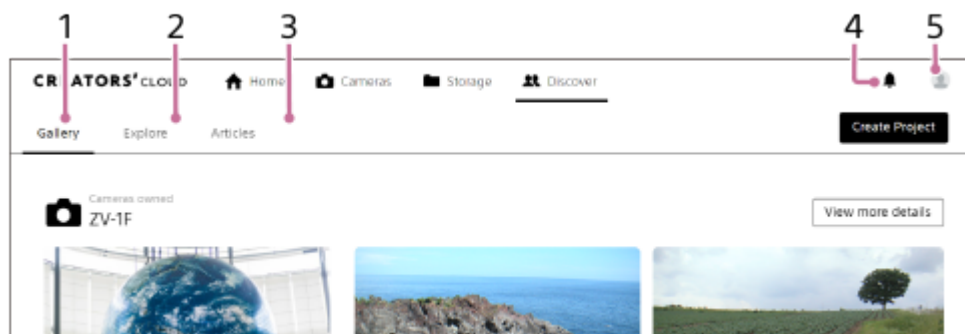 1 2 3 4 5
CREATORS' CLOUD Home Cameras Storage Discover
Gallery Explore Articles Create Project
Cameras owned
ZV-1F View more details